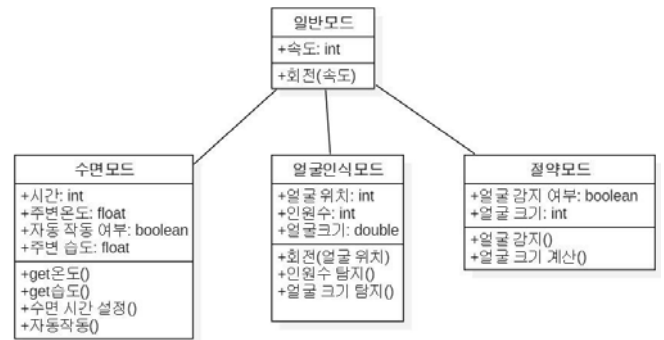 일반모드
+속도: int
+회전(속도)
수면모드
+시간: int
+주변온도: float
+자동 작동 여부: boolean
+주변 습도: float
+get온도()
+get습도()
+수면 시간 설정()
+자동작동()
얼굴인식모드
+얼굴 위치: int
+인원수: int
+얼굴크기: double
+회전(얼굴 위치)
+인원수 탐지()
+얼굴 크기 탐지()
절약모드
+얼굴 감지 여부: boolean
+얼굴 크기: int
+얼굴 감지()
+얼굴 크기 계산()